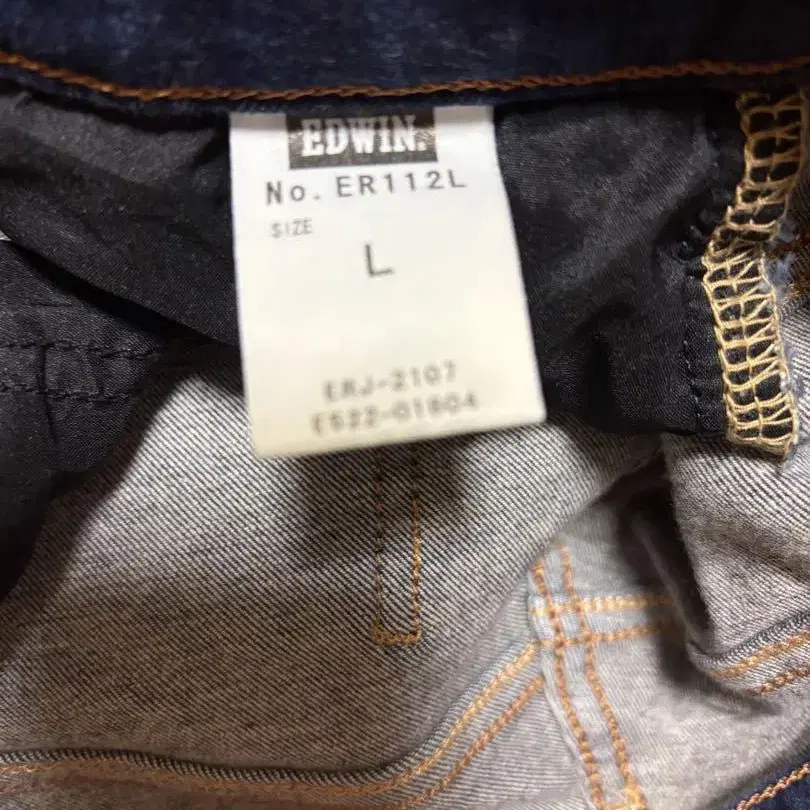 EDWIN.
No. ER112L
SIZE
L
ERJ-2107
E522-01804